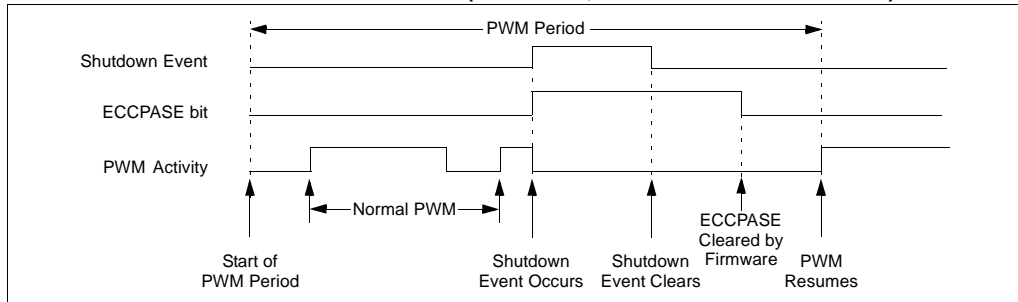 PWM Period
Shutdown Event
ECCPASE bit
PWM Activity
Normal PWM
Start of
PWM Period
Shutdown
Event Occurs
Shutdown
Event Clears
ECCPASE
Cleared by
Firmware
PWM
Resumes